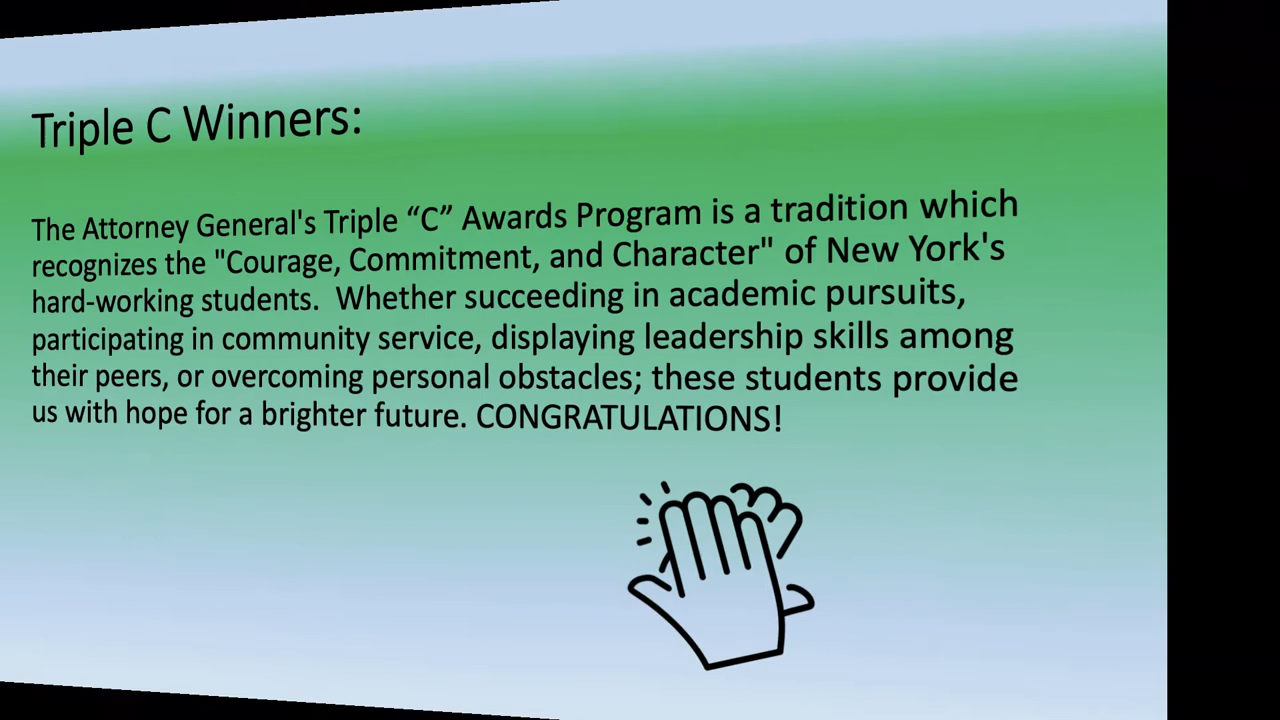 Triple C Winners:
The Attorney General's Triple “C” Awards Program is a tradition which
recognizes the "Courage, Commitment, and Character" of New York's
hard-working students.  Whether succeeding in academic pursuits,
participating in community service, displaying leadership skills among
their peers, or overcoming personal obstacles; these students provide
us with hope for a brighter future. CONGRATULATIONS!